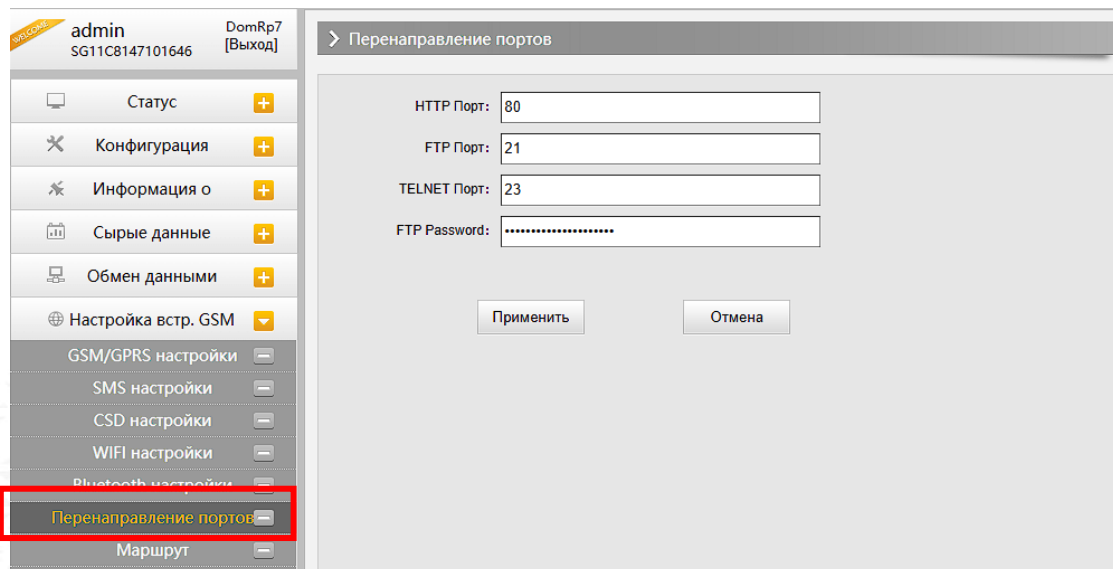 WELCOME
admin
DomRp7
SG11C8147101646
[Выход]
Статус
Конфигурация
Информация о
Сырые данные
Обмен данными
Настройка встр. GSM
GSM/GPRS настройки
SMS настройки
CSD настройки
WIFI настройки
Bluetooth настройки
Перенаправление портов
Маршрут
Перенаправление портов
HTTP Порт: 80
FTP Порт: 21
TELNET Порт: 23
FTP Password: •••••••••••••••••••••
Применить
Отмена